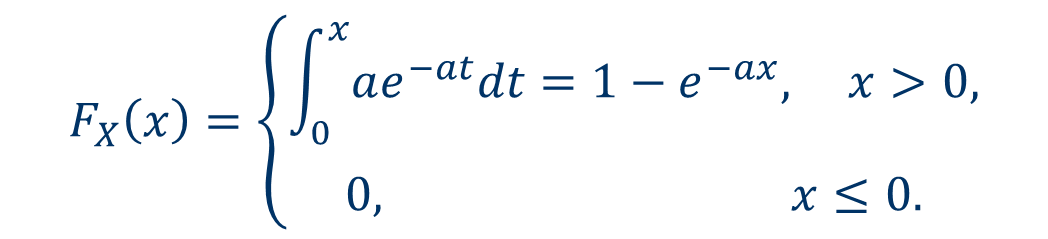 F_X(x) = { ∫_0^x ae^{−at}dt = 1 − e^{−ax}, x > 0,
0, x ≤ 0.